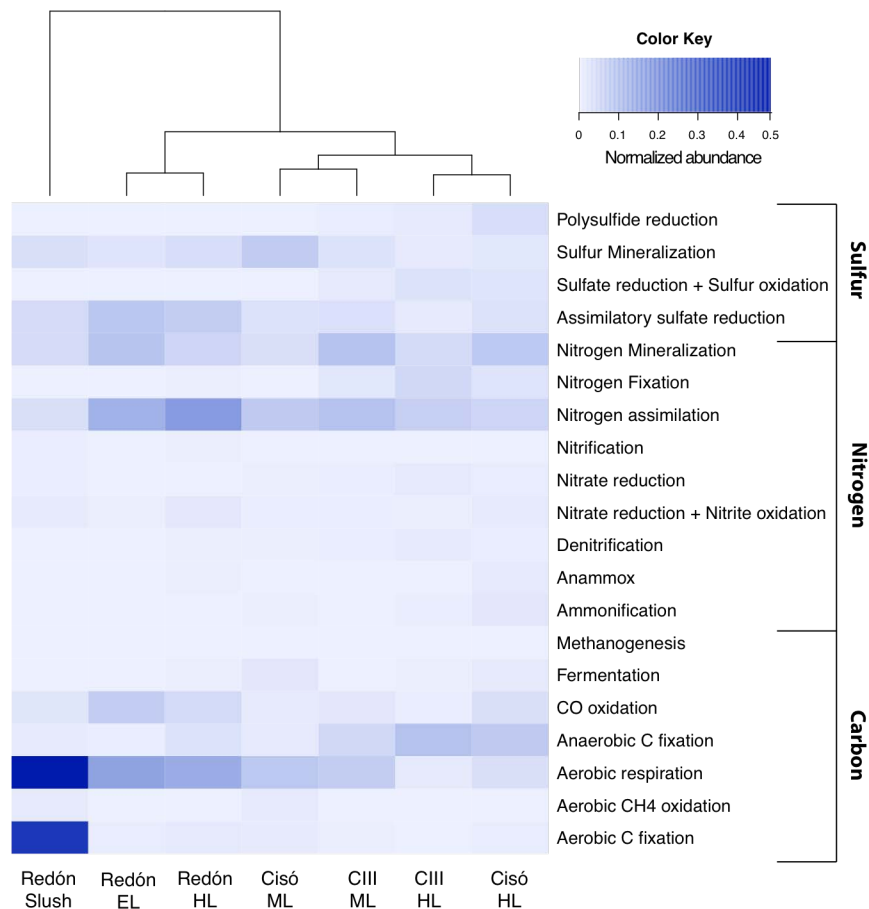 Color Key
0 0.1 0.2 0.3 0.4 0.5
Normalized abundance
Polysulfide reduction
Sulfur Mineralization
Sulfate reduction + Sulfur oxidation
Assimilatory sulfate reduction
Nitrogen Mineralization
Nitrogen Fixation
Nitrogen assimilation
Nitrification
Nitrate reduction
Nitrate reduction + Nitrite oxidation
Denitrification
Anammox
Ammonification
Methanogenesis
Fermentation
CO oxidation
Anaerobic C fixation
Aerobic respiration
Aerobic CH4 oxidation
Aerobic C fixation
Sulfur
Nitrogen
Carbon
Redón Redón Redón Cisó CIII CIII Cisó
Slush EL HL ML ML HL HL